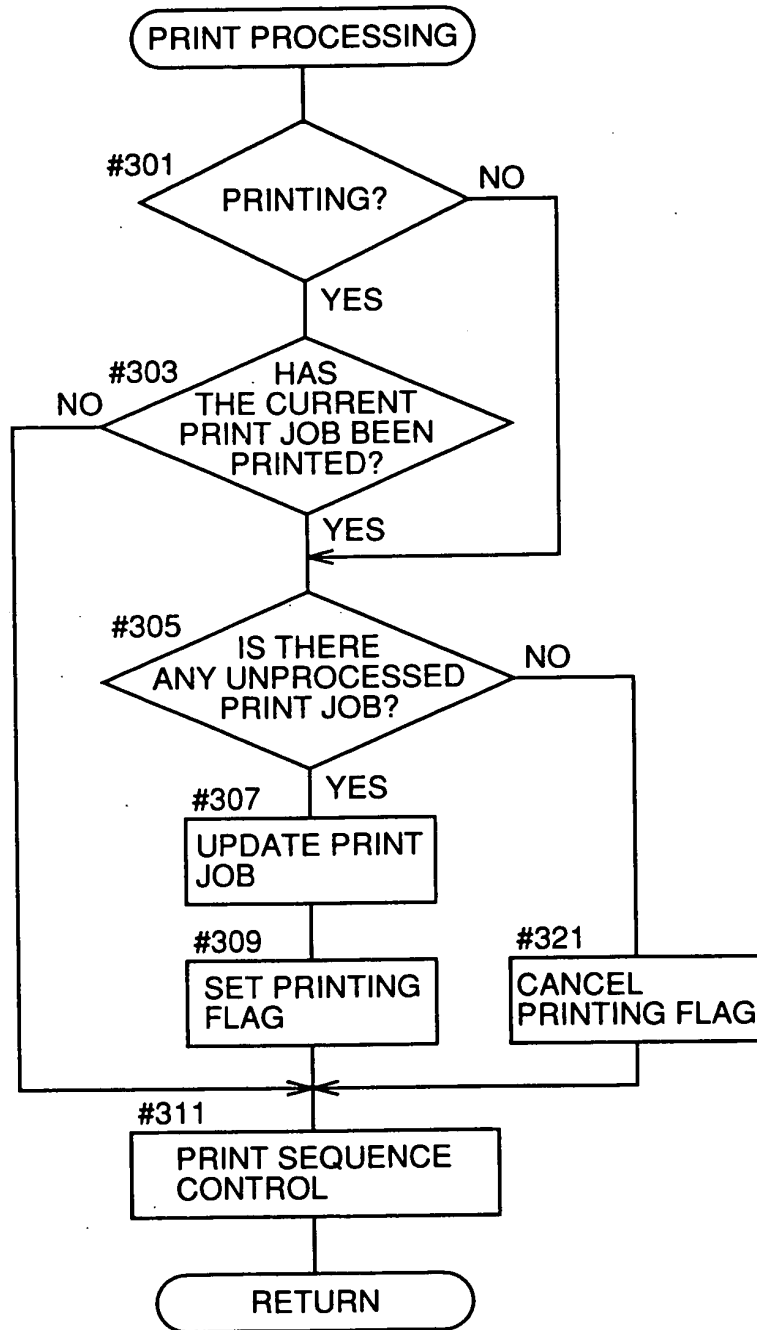 PRINT PROCESSING
#301
PRINTING?
NO
YES
#303
HAS
THE CURRENT
PRINT JOB BEEN
PRINTED?
NO
YES
#305
IS THERE
ANY UNPROCESSED
PRINT JOB?
NO
YES
#307
UPDATE PRINT
JOB
#309
SET PRINTING
FLAG
#321
CANCEL
PRINTING FLAG
#311
PRINT SEQUENCE
CONTROL
RETURN